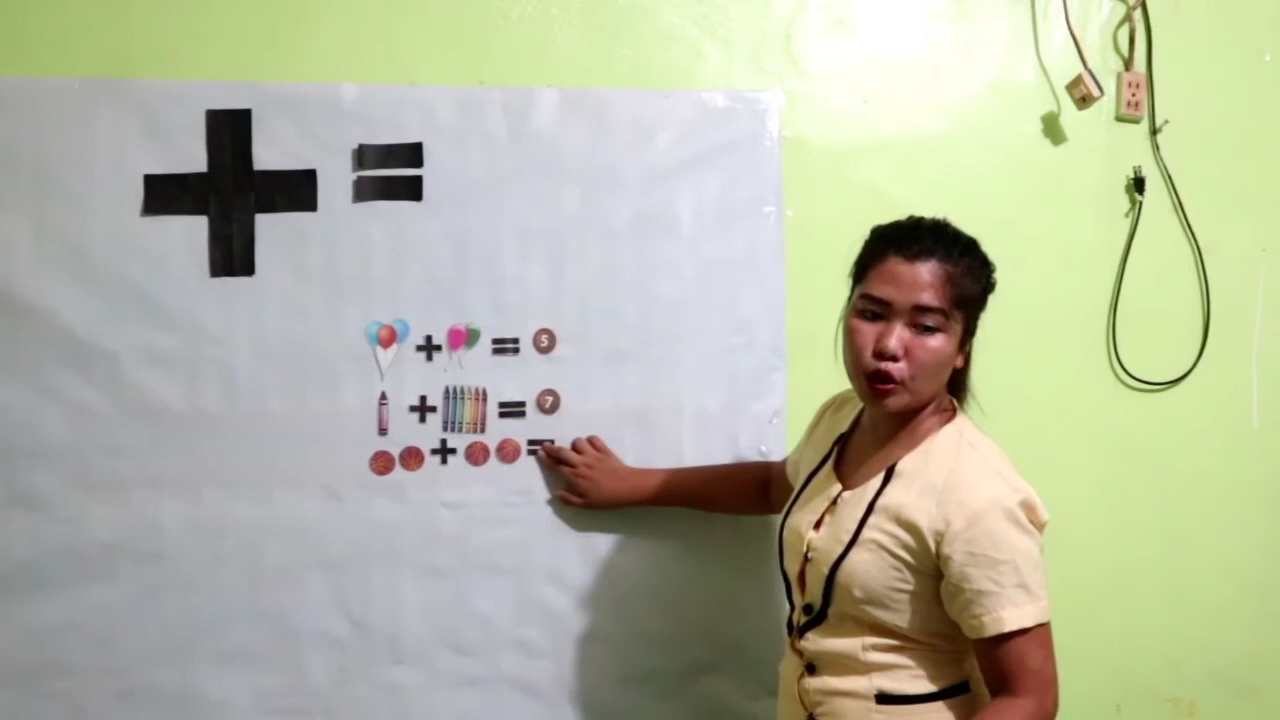 + =
+ = 5
+ = 7
+ =